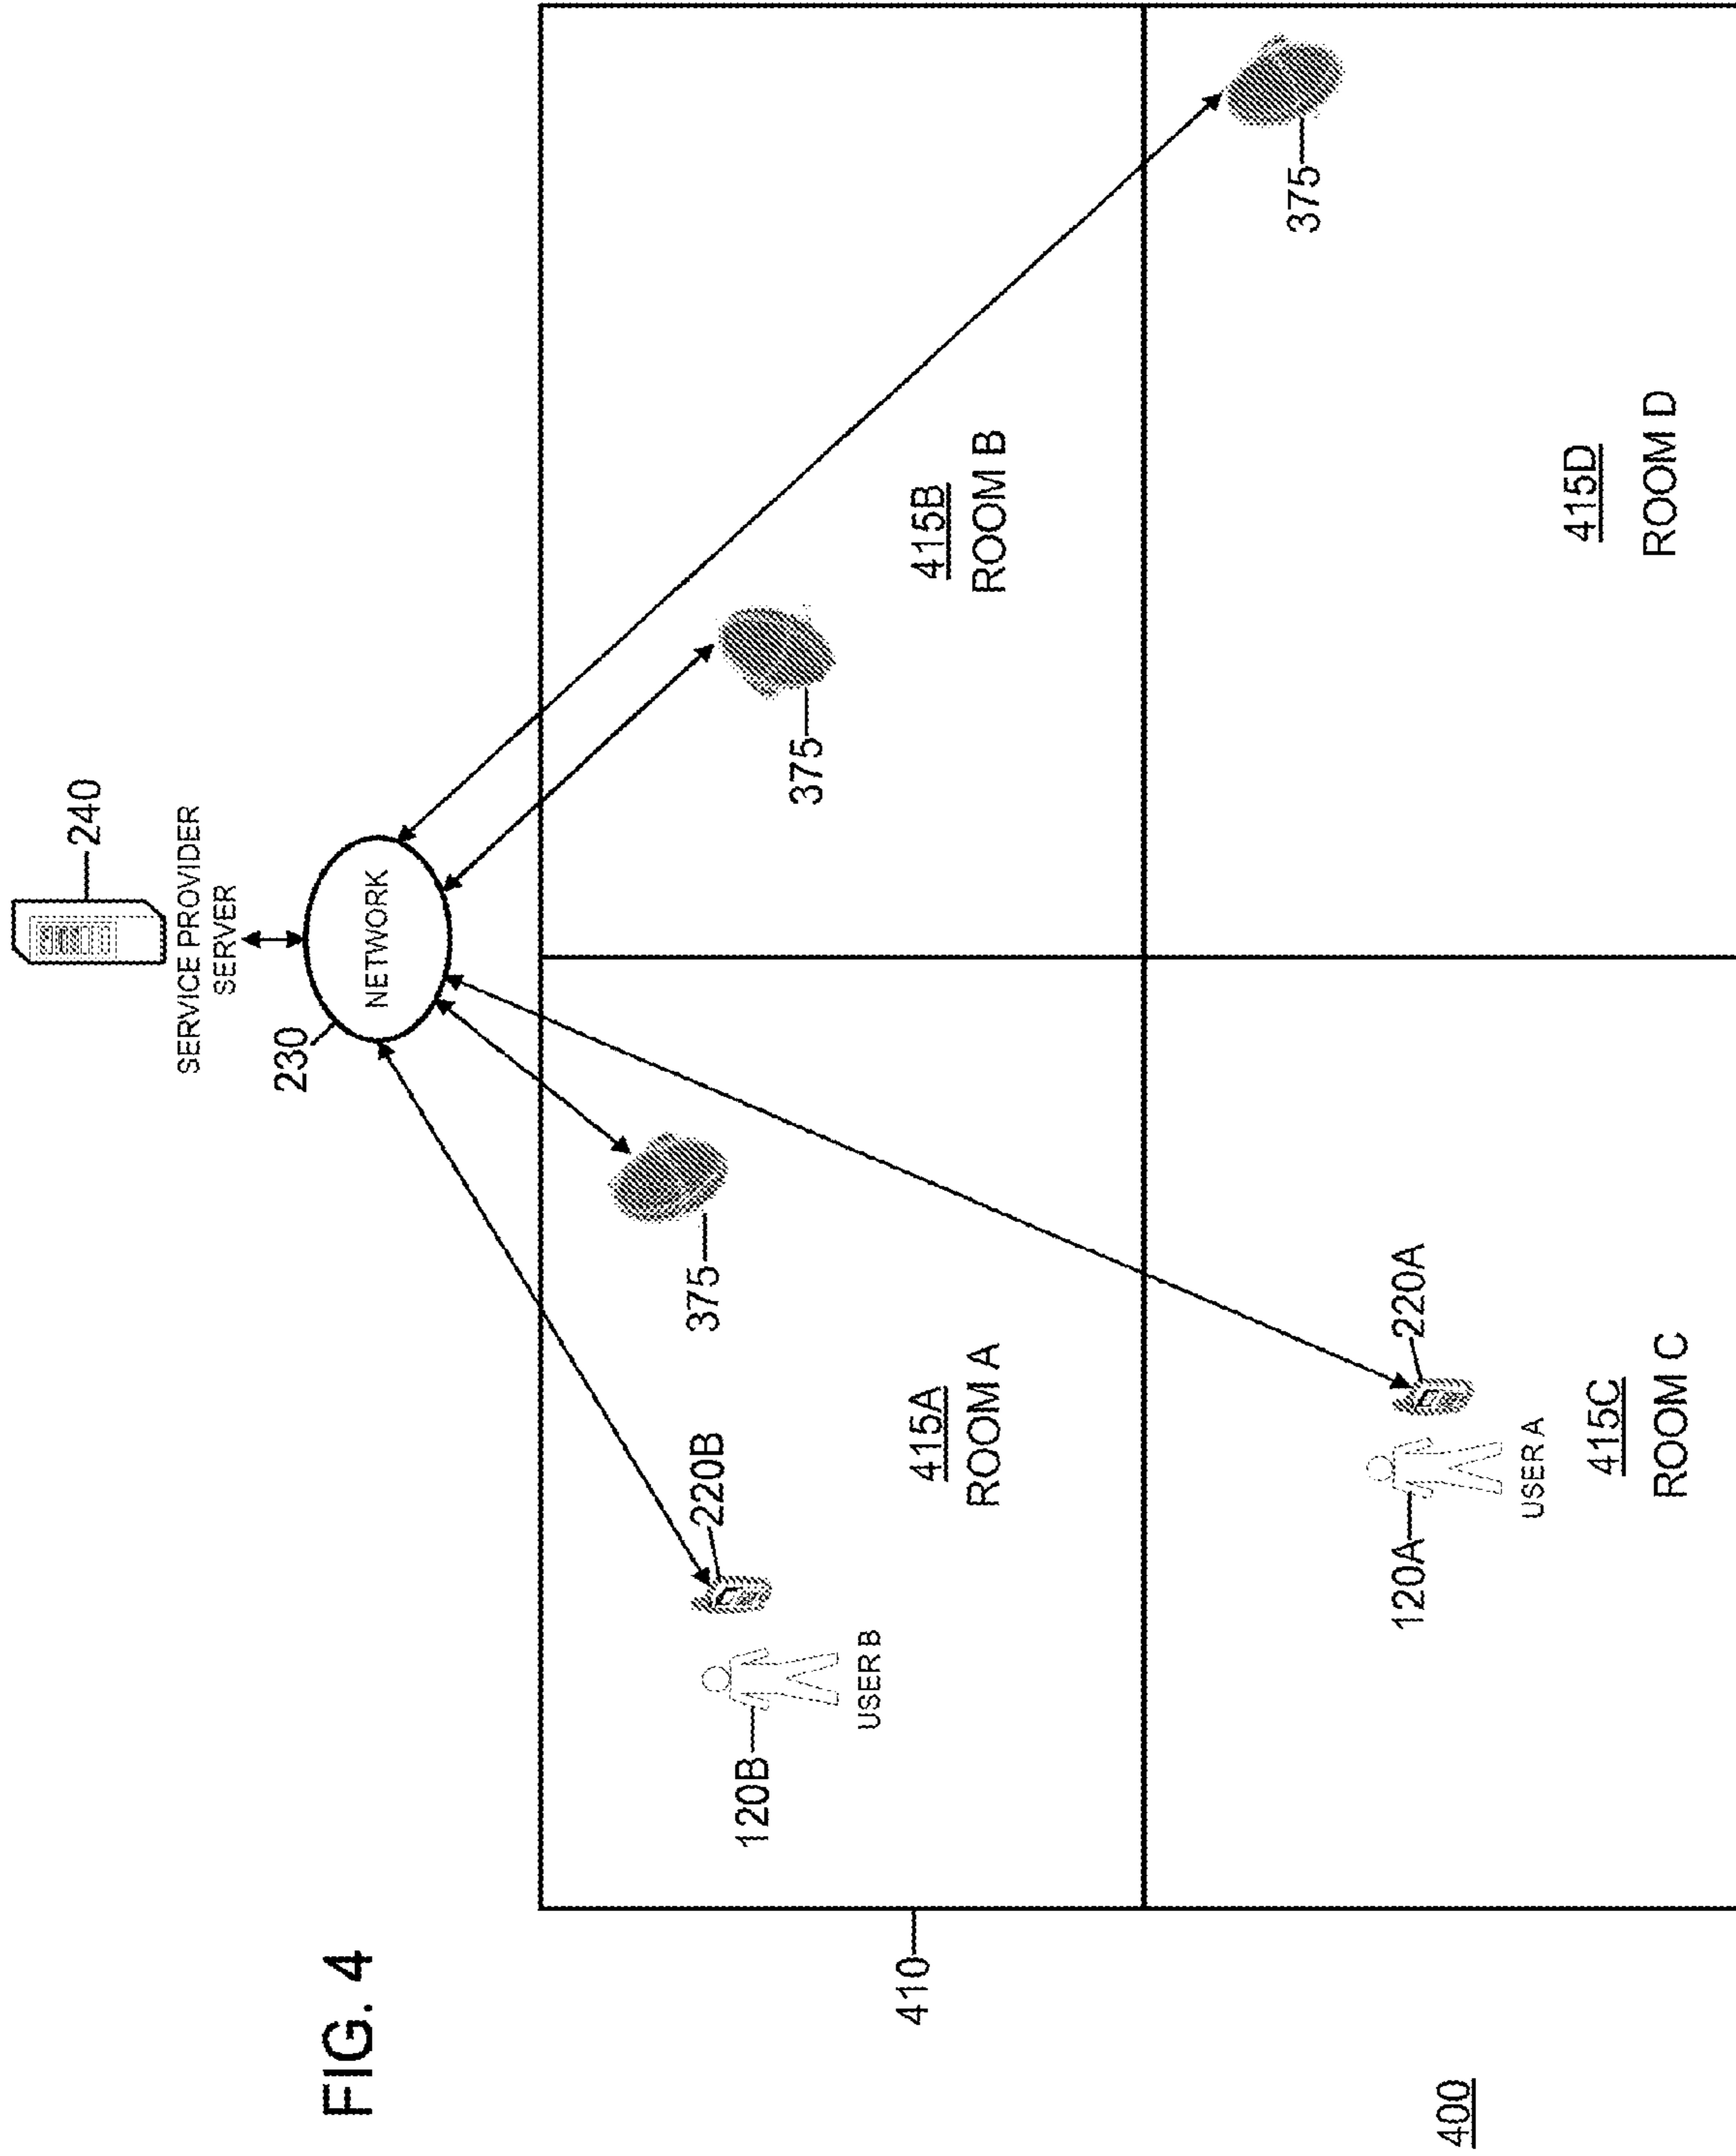 FIG. 4
240
SERVICE PROVIDER
SERVER
230
NETWORK
410
120B
USER B
220B
375
415A
ROOM A
375
415B
ROOM B
120A
USER A
220A
415C
ROOM C
375
415D
ROOM D
400